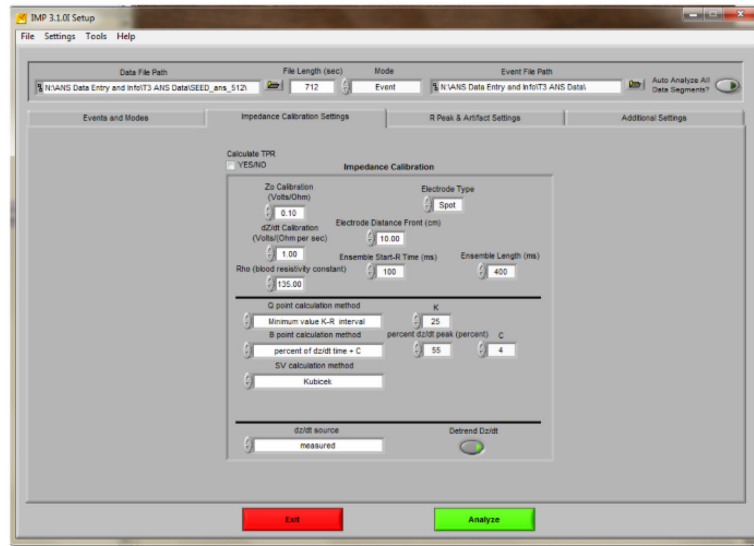 IMP 3.1.0I Setup
File Settings Tools Help
Data File Path File Length (sec) Mode Event File Path
N:\ANS Data Entry and Info\T3 ANS Data\SEED_ans_512\ 712 Event N:\ANS Data Entry and Info\T3 ANS Data\ Auto Analyze All Data Segments?
Events and Modes Impedance Calibration Settings R Peak & Artifact Settings Additional Settings
Calculate TPR
YES/NO Impedance Calibration
Zo Calibration (Volts/Ohm) Electrode Type
0.10 Spot
dZ/dt Calibration (Volts/(Ohm per sec) Electrode Distance Front (cm)
1.00 10.00
Rho (blood resistivity constant) Ensemble Start-R Time (ms) Ensemble Length (ms)
135.00 100 400
Q point calculation method K
Minimum value K-R interval 25
B point calculation method percent dz/dt peak (percent) C
percent of dz/dt time + C 55 4
SV calculation method
Kubicek
dz/dt source Detrend Dz/dt
measured
Exit Analyze